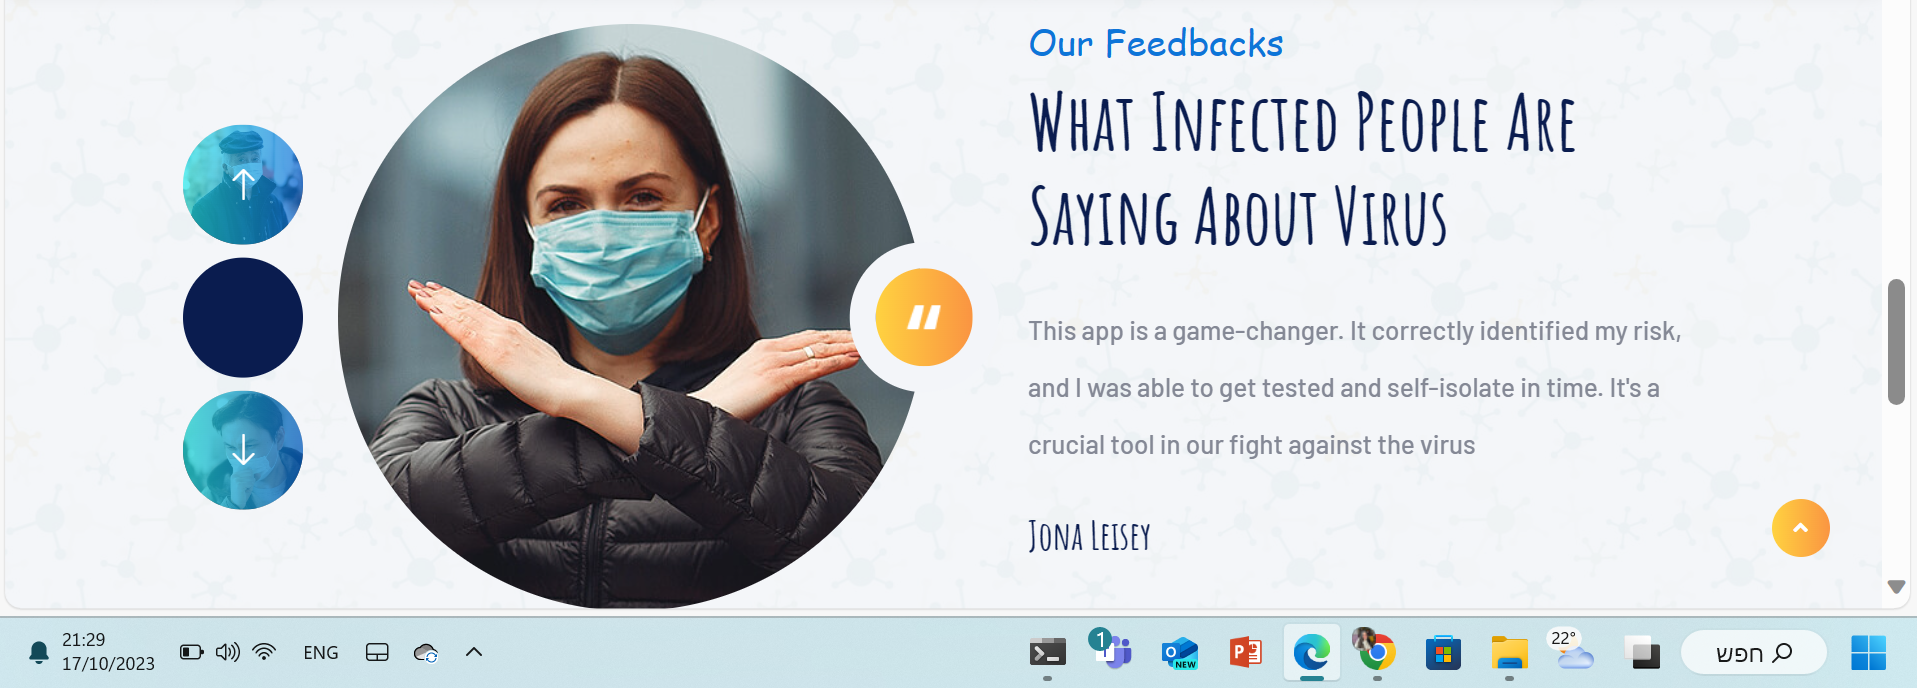 Our Feedbacks
What Infected People Are
Saying About Virus
This app is a game-changer. It correctly identified my risk,
and I was able to get tested and self-isolate in time. It's a
crucial tool in our fight against the virus
Jona Leisey
21:29
17/10/2023
ENG
1
NEW
22°
חפש